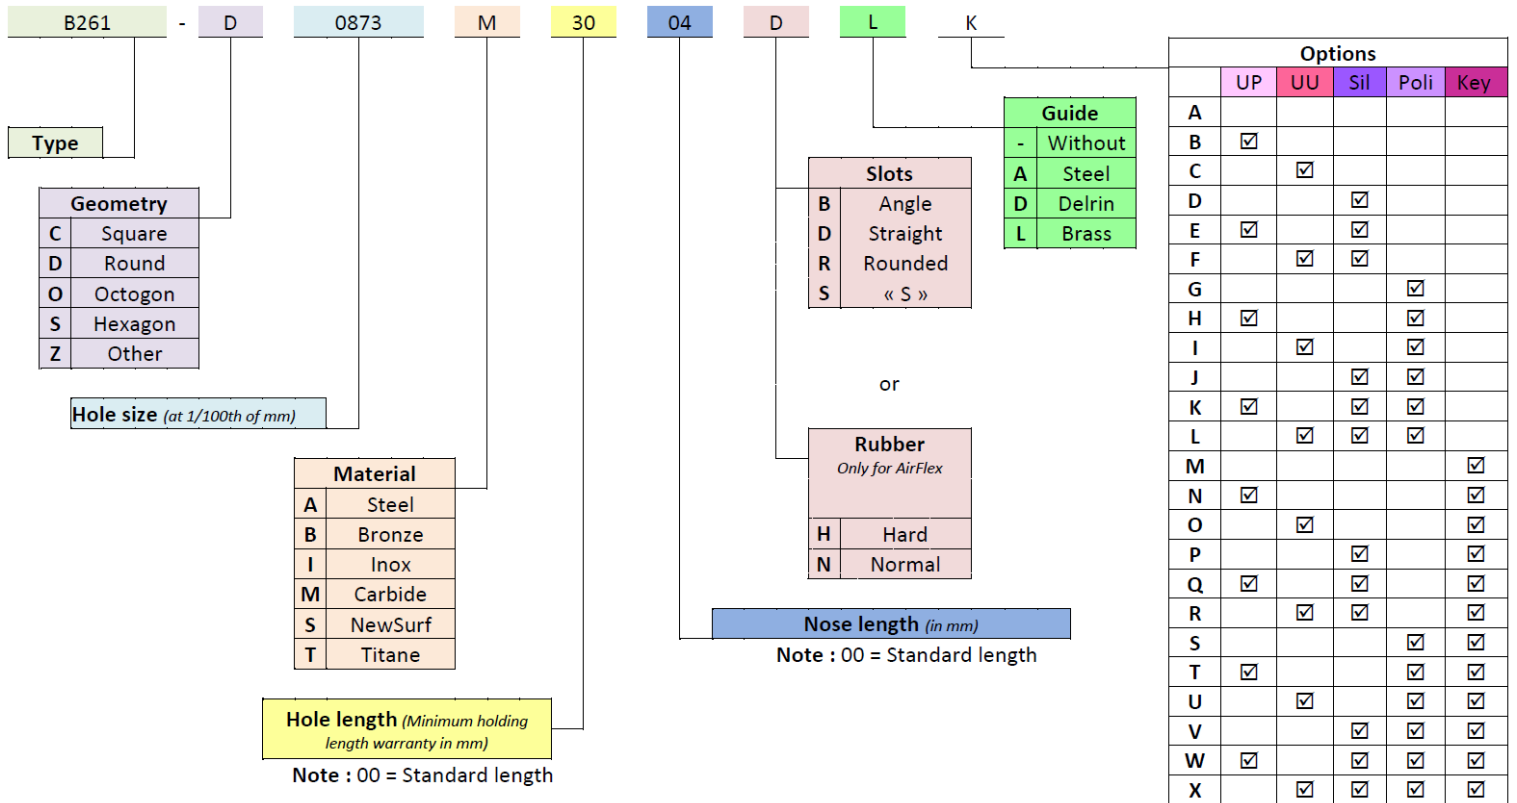 B261 - D 0873 M 30 04 D L K
Type
Geometry
C Square
D Round
O Octogon
S Hexagon
Z Other
Hole size (at 1/100th of mm)
Material
A Steel
B Bronze
I Inox
M Carbide
S NewSurf
T Titane
Hole length (Minimum holding
length warranty in mm)
Note : 00 = Standard length
Nose length (in mm)
Note : 00 = Standard length
Slots
B Angle
D Straight
R Rounded
S « S »
or
Rubber
Only for AirFlex
H Hard
N Normal
Guide
- Without
A Steel
D Delrin
L Brass
Options
UP UU Sil Poli Key
A
B ☑
C ☑
D ☑
E ☑ ☑
F ☑ ☑
G ☑
H ☑ ☑
I ☑ ☑
J ☑ ☑
K ☑ ☑ ☑
L ☑ ☑ ☑
M ☑
N ☑ ☑
O ☑ ☑
P ☑ ☑
Q ☑ ☑ ☑
R ☑ ☑ ☑
S ☑ ☑
T ☑ ☑ ☑
U ☑ ☑ ☑
V ☑ ☑ ☑
W ☑ ☑ ☑ ☑
X ☑ ☑ ☑ ☑